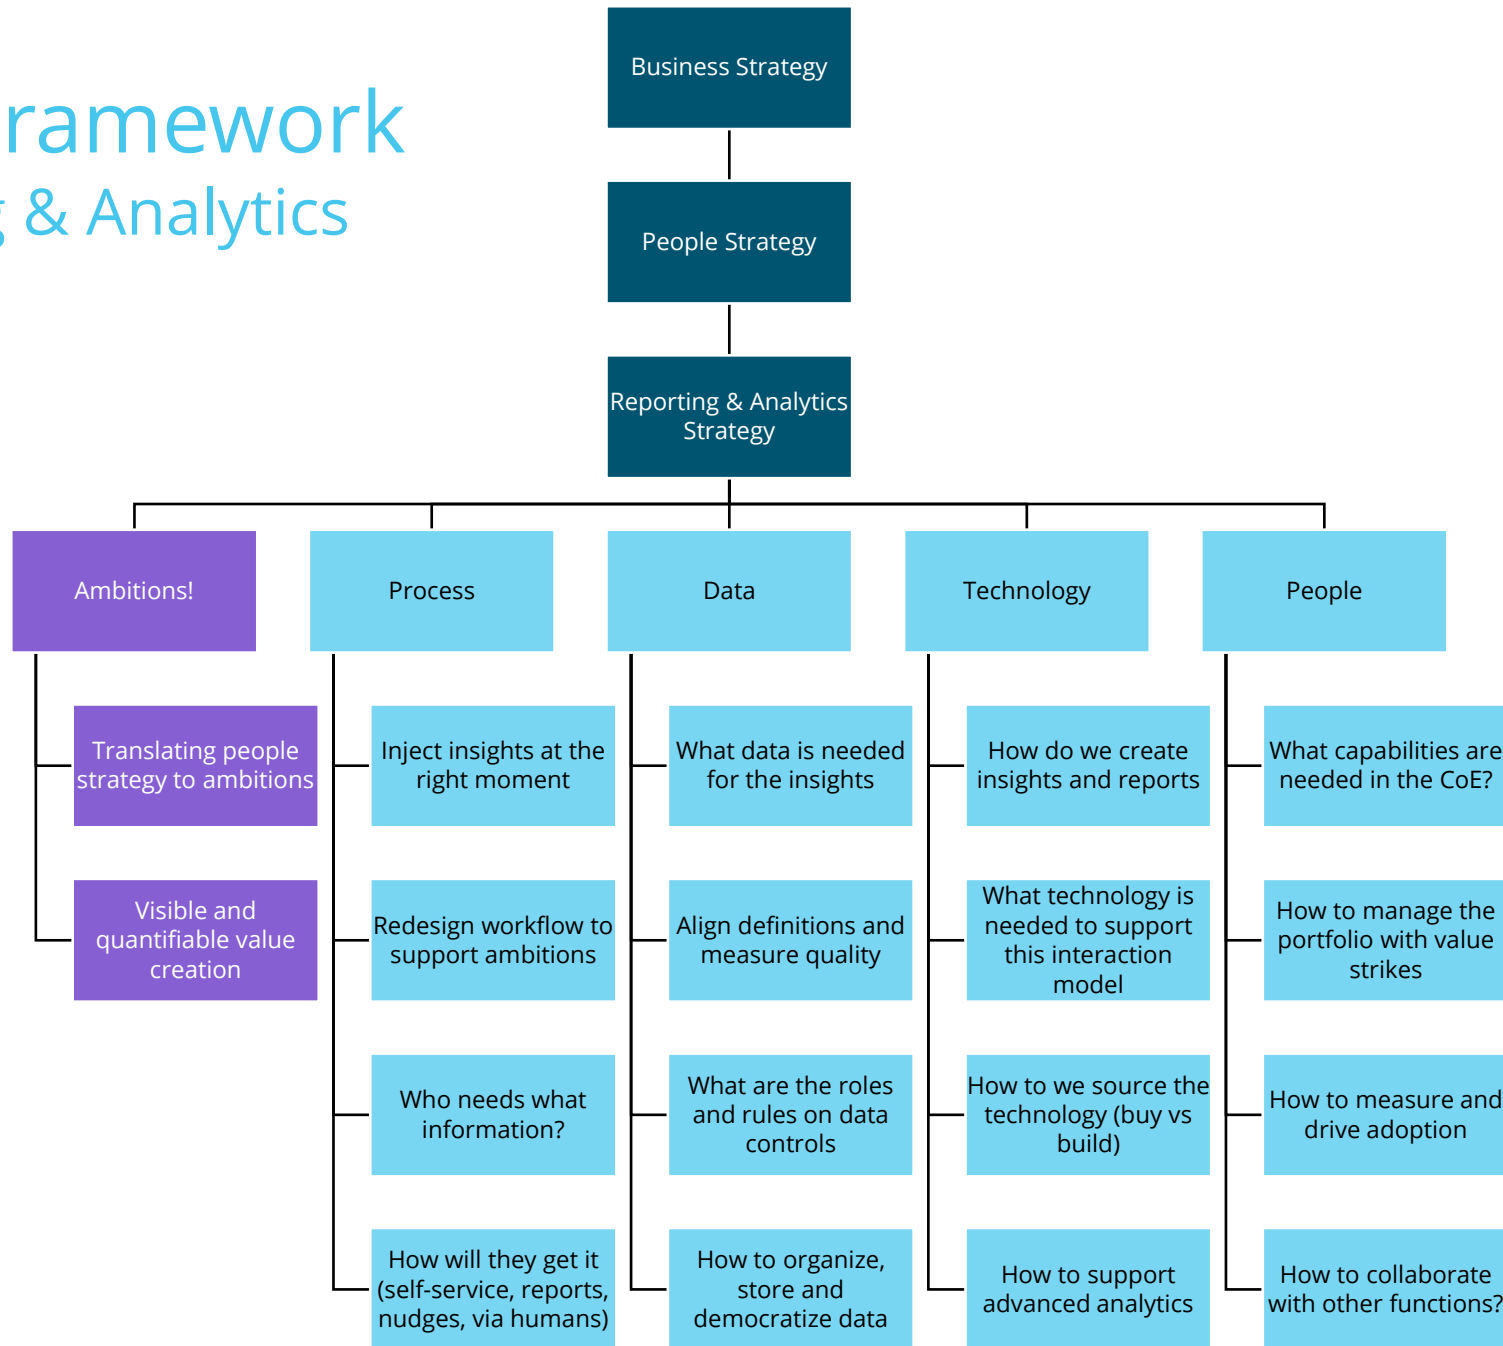 Business Strategy
ramework
g & Analytics
People Strategy
Reporting & Analytics
Strategy
Ambitions!
Process
Data
Technology
People
Translating people
strategy to ambitions
Inject insights at the
right moment
What data is needed
for the insights
How do we create
insights and reports
What capabilities are
needed in the CoE?
Visible and
quantifiable value
creation
Redesign workflow to
support ambitions
Align definitions and
measure quality
What technology is
needed to support
this interaction
model
How to manage the
portfolio with value
strikes
Who needs what
information?
What are the roles
and rules on data
controls
How to we source the
technology (buy vs
build)
How to measure and
drive adoption
How will they get it
(self-service, reports,
nudges, via humans)
How to organize,
store and
democratize data
How to support
advanced analytics
How to collaborate
with other functions?